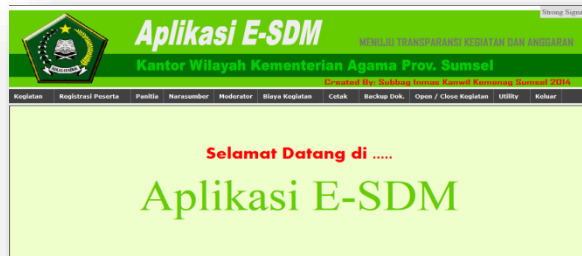 Strong Signa
Aplikasi E-SDM
MENUJU TRANSPARANSI KEGIATAN DAN ANGGARAN
Kantor Wilayah Kementerian Agama Prov. Sumsel
Created By: Subbag Inmas Kanwil Kemenag Sumsel 2014
Kegiatan Registrasi Peserta Panitia Narasumber Moderator Biaya Kegiatan Cetak Backup Dok. Open / Close Kegiatan Utility Keluar
Selamat Datang di .....
Aplikasi E-SDM